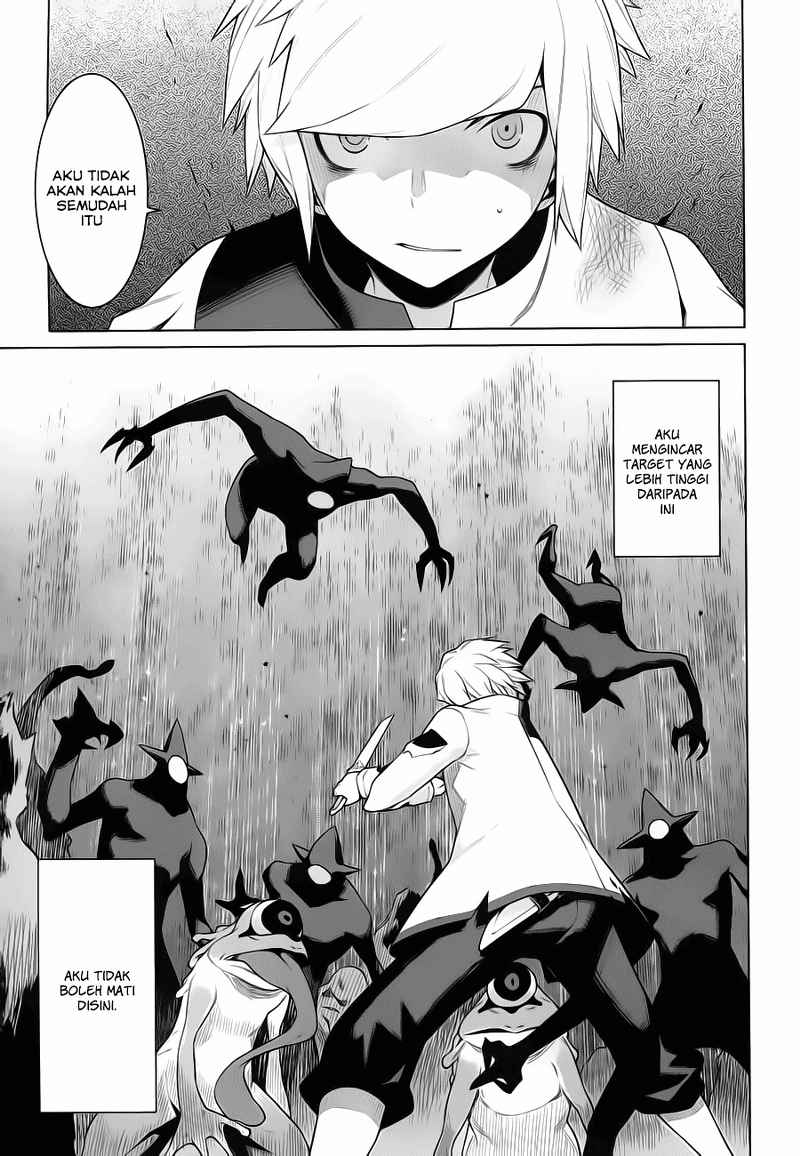 AKU TIDAK
AKAN KALAH
SEMUDAH
ITU
AKU
MENGINCAR
TARGET YANG
LEBIH TINGGI
DARIPADA
INI
AKU TIDAK
BOLEH MATI
DISINI.